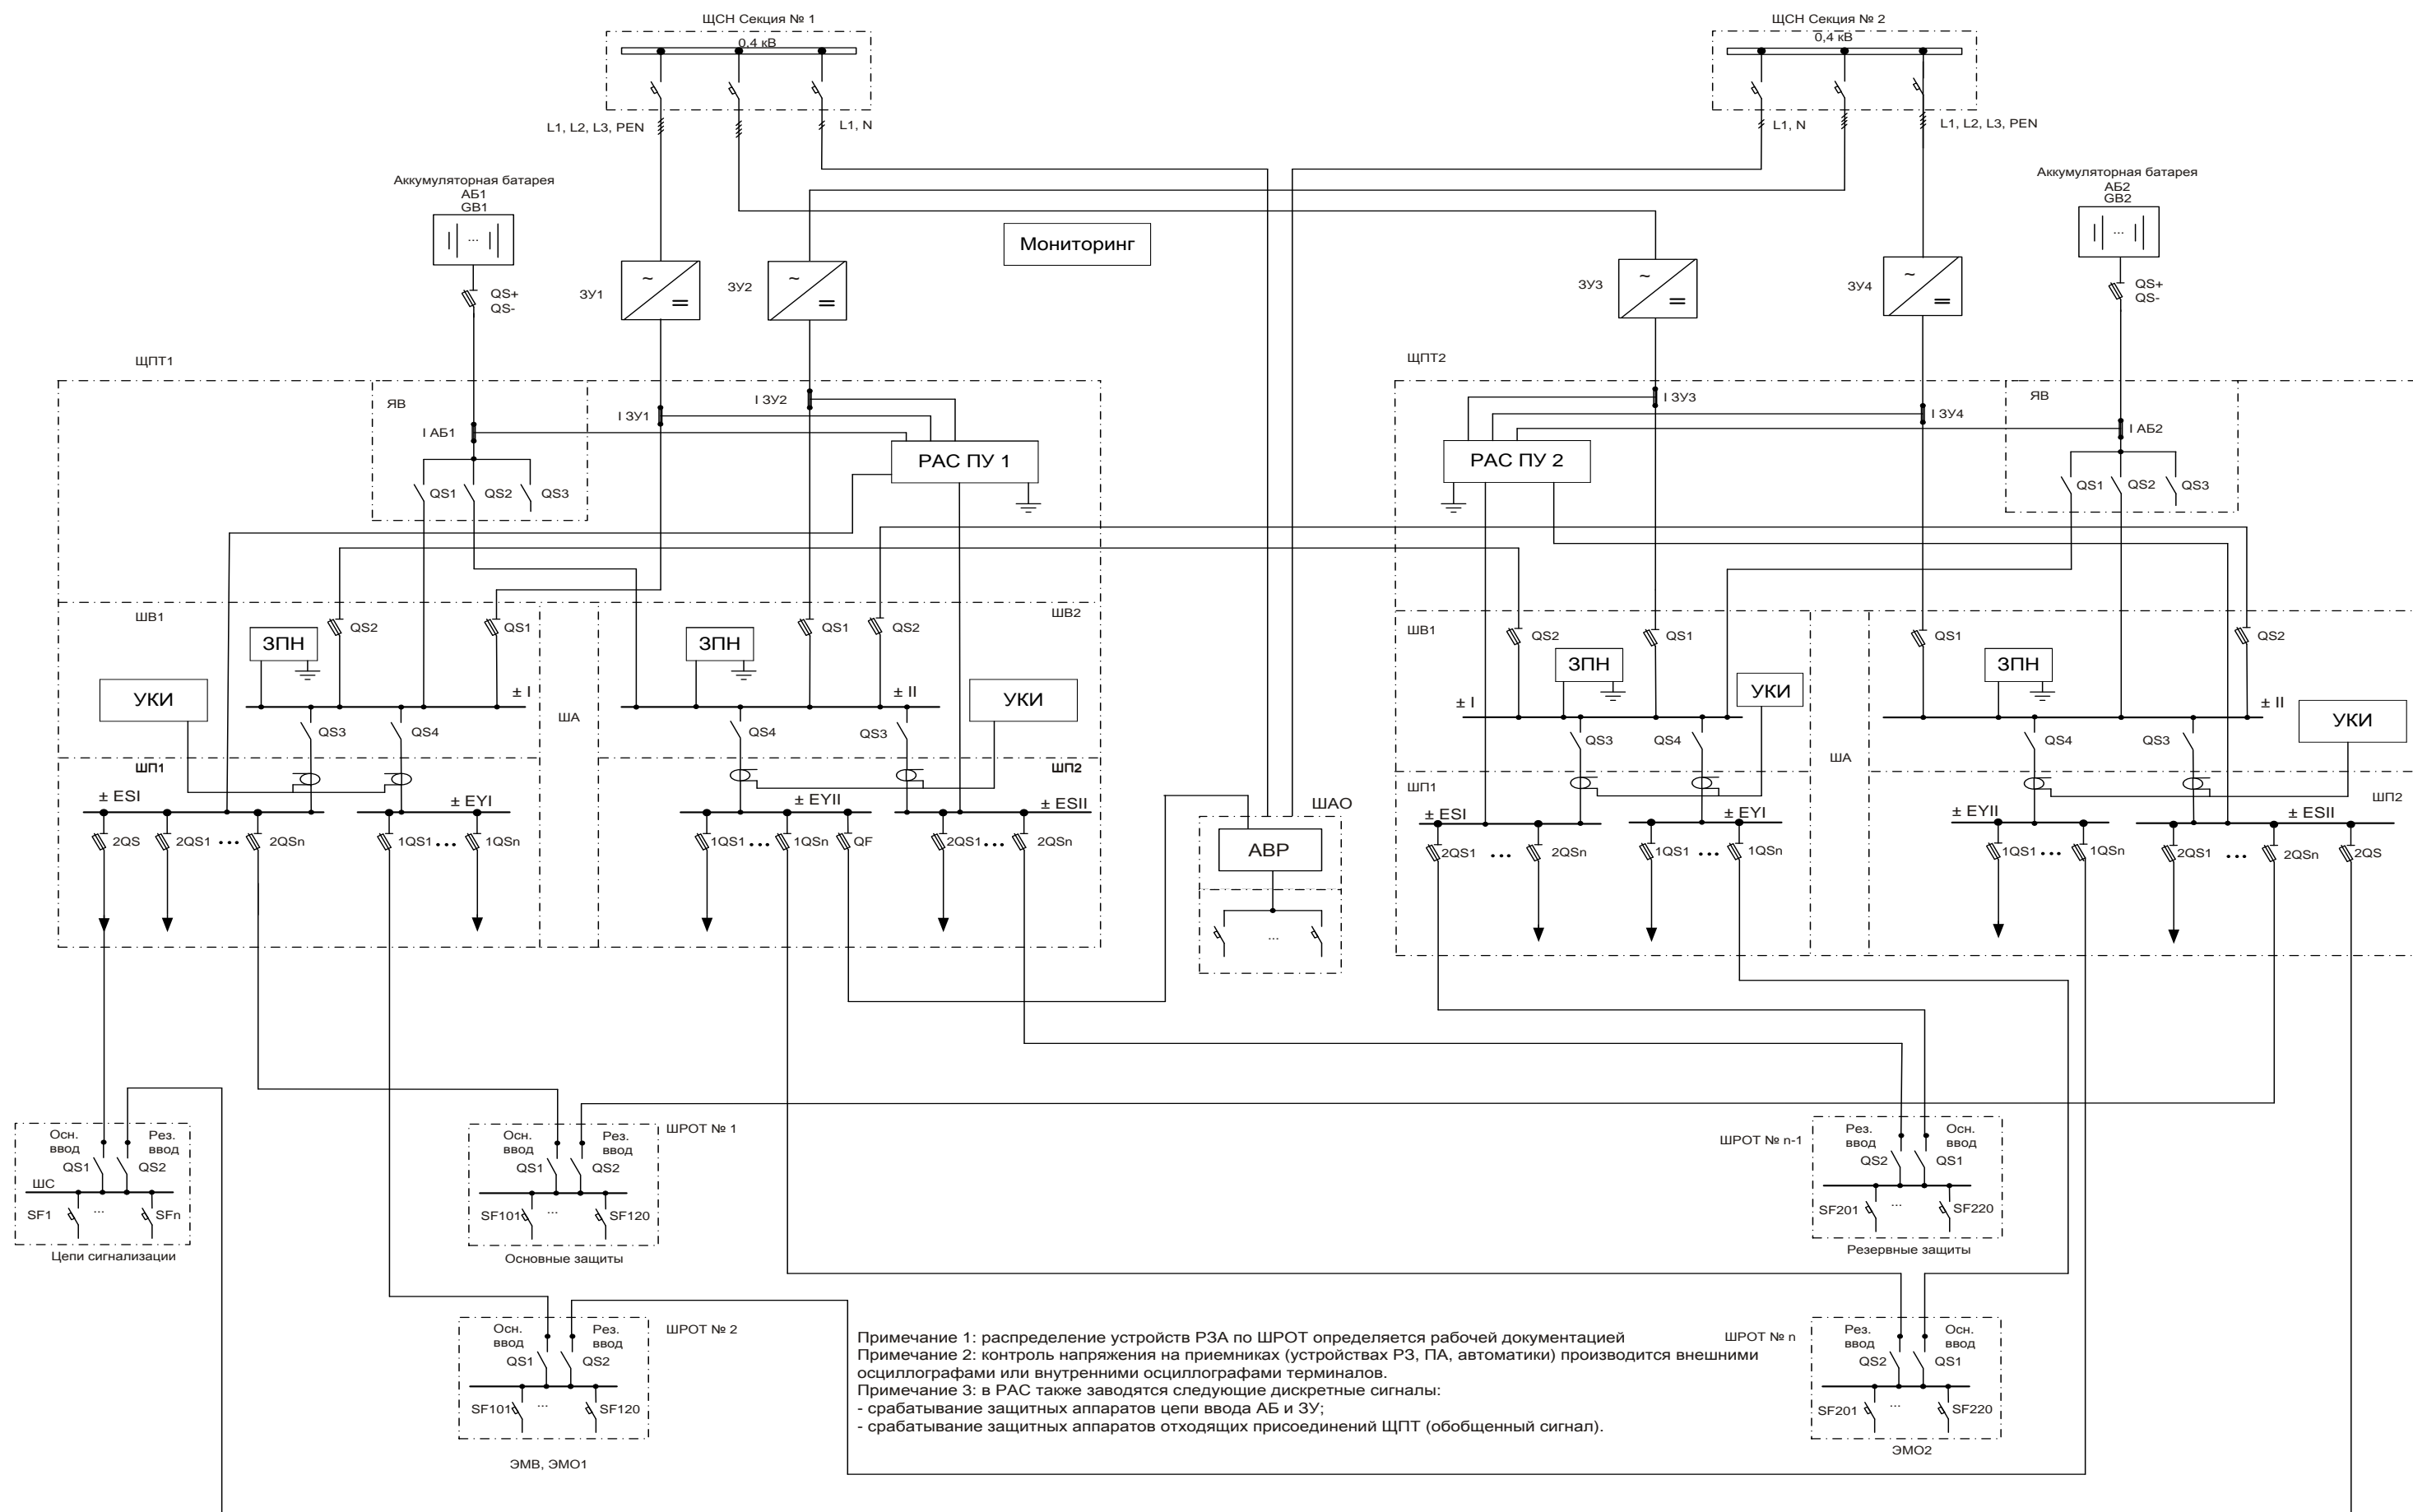 ЩСН Секция № 1
0,4 кВ
L1, L2, L3, PEN
L1, N
ЩСН Секция № 2
0,4 кВ
L1, N
L1, L2, L3, PEN
Аккумуляторная батарея
АБ1
GB1
...
QS+
QS-
ЗУ1
~
=
ЗУ2
~
=
Мониторинг
ЗУ3
~
=
ЗУ4
~
=
Аккумуляторная батарея
АБ2
GB2
...
QS+
QS-
ЩПТ1
ЯВ
I АБ1
I ЗУ1
I ЗУ2
РАС ПУ 1
QS1
QS2
QS3
ЩПТ2
I ЗУ3
I ЗУ4
ЯВ
I АБ2
РАС ПУ 2
QS1
QS2
QS3
ШВ1
ЗПН
QS2
QS1
УКИ
± I
QS3
QS4
ША
ШВ2
ЗПН
QS1
QS2
± II
УКИ
QS4
QS3
ШВ1
QS2
ЗПН
QS1
УКИ
± I
QS3
QS4
ША
QS1
ЗПН
QS2
± II
УКИ
QS4
QS3
ШП1
± ESI
± EYI
2QS
2QS1
...
2QSn
1QS1
...
1QSn
ШП2
± EYII
± ESII
1QS1
...
1QSn
QF
2QS1
...
2QSn
ШАО
АВР
...
ШП1
± ESI
± EYI
2QS1
...
2QSn
1QS1
...
1QSn
ШП2
± EYII
± ESII
1QS1
...
1QSn
2QS1
...
2QSn
2QS
Осн.
ввод
Рез.
ввод
QS1
QS2
ШС
SF1
...
SFn
Цепи сигнализации
ШРОТ № 1
Осн.
ввод
Рез.
ввод
QS1
QS2
SF101
...
SF120
Основные защиты
ШРОТ № n-1
Рез.
ввод
Осн.
ввод
QS2
QS1
SF201
...
SF220
Резервные защиты
ШРОТ № 2
Осн.
ввод
Рез.
ввод
QS1
QS2
SF101
...
SF120
ЭМВ, ЭМО1
Примечание 1: распределение устройств РЗА по ШРОТ определяется рабочей документацией
Примечание 2: контроль напряжения на приемниках (устройствах РЗ, ПА, автоматики) производится внешними
осциллографами или внутренними осциллографами терминалов.
Примечание 3: в РАС также заводятся следующие дискретные сигналы:
- срабатывание защитных аппаратов цепи ввода АБ и ЗУ;
- срабатывание защитных аппаратов отходящих присоединений ЩПТ (обобщенный сигнал).
ШРОТ № n
Рез.
ввод
Осн.
ввод
QS2
QS1
SF201
...
SF220
ЭМО2